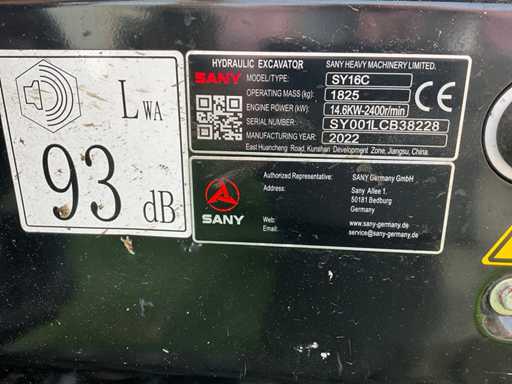 LWA
93 dB
HYDRAULIC EXCAVATOR SANY HEAVY MACHINERY LIMITED.
SANY MODEL/TYPE: SY16C
OPERATING MASS(kg): 1825
ENGINE POWER(kW): 14.6KW-2400r/min
SERIAL NUMBER: SY001LCB38228
MANUFACTURING YEAR: 2022
CE
East Huancheng Road, Kunshan Development Zone, Jiangsu, China
Authorized Representative: SANY Germany GmbH
Address: Sany Allee 1,
50181 Bedburg
Germany
SANY
Web: www.sany-germany.com
Email: service@sany-germany.com